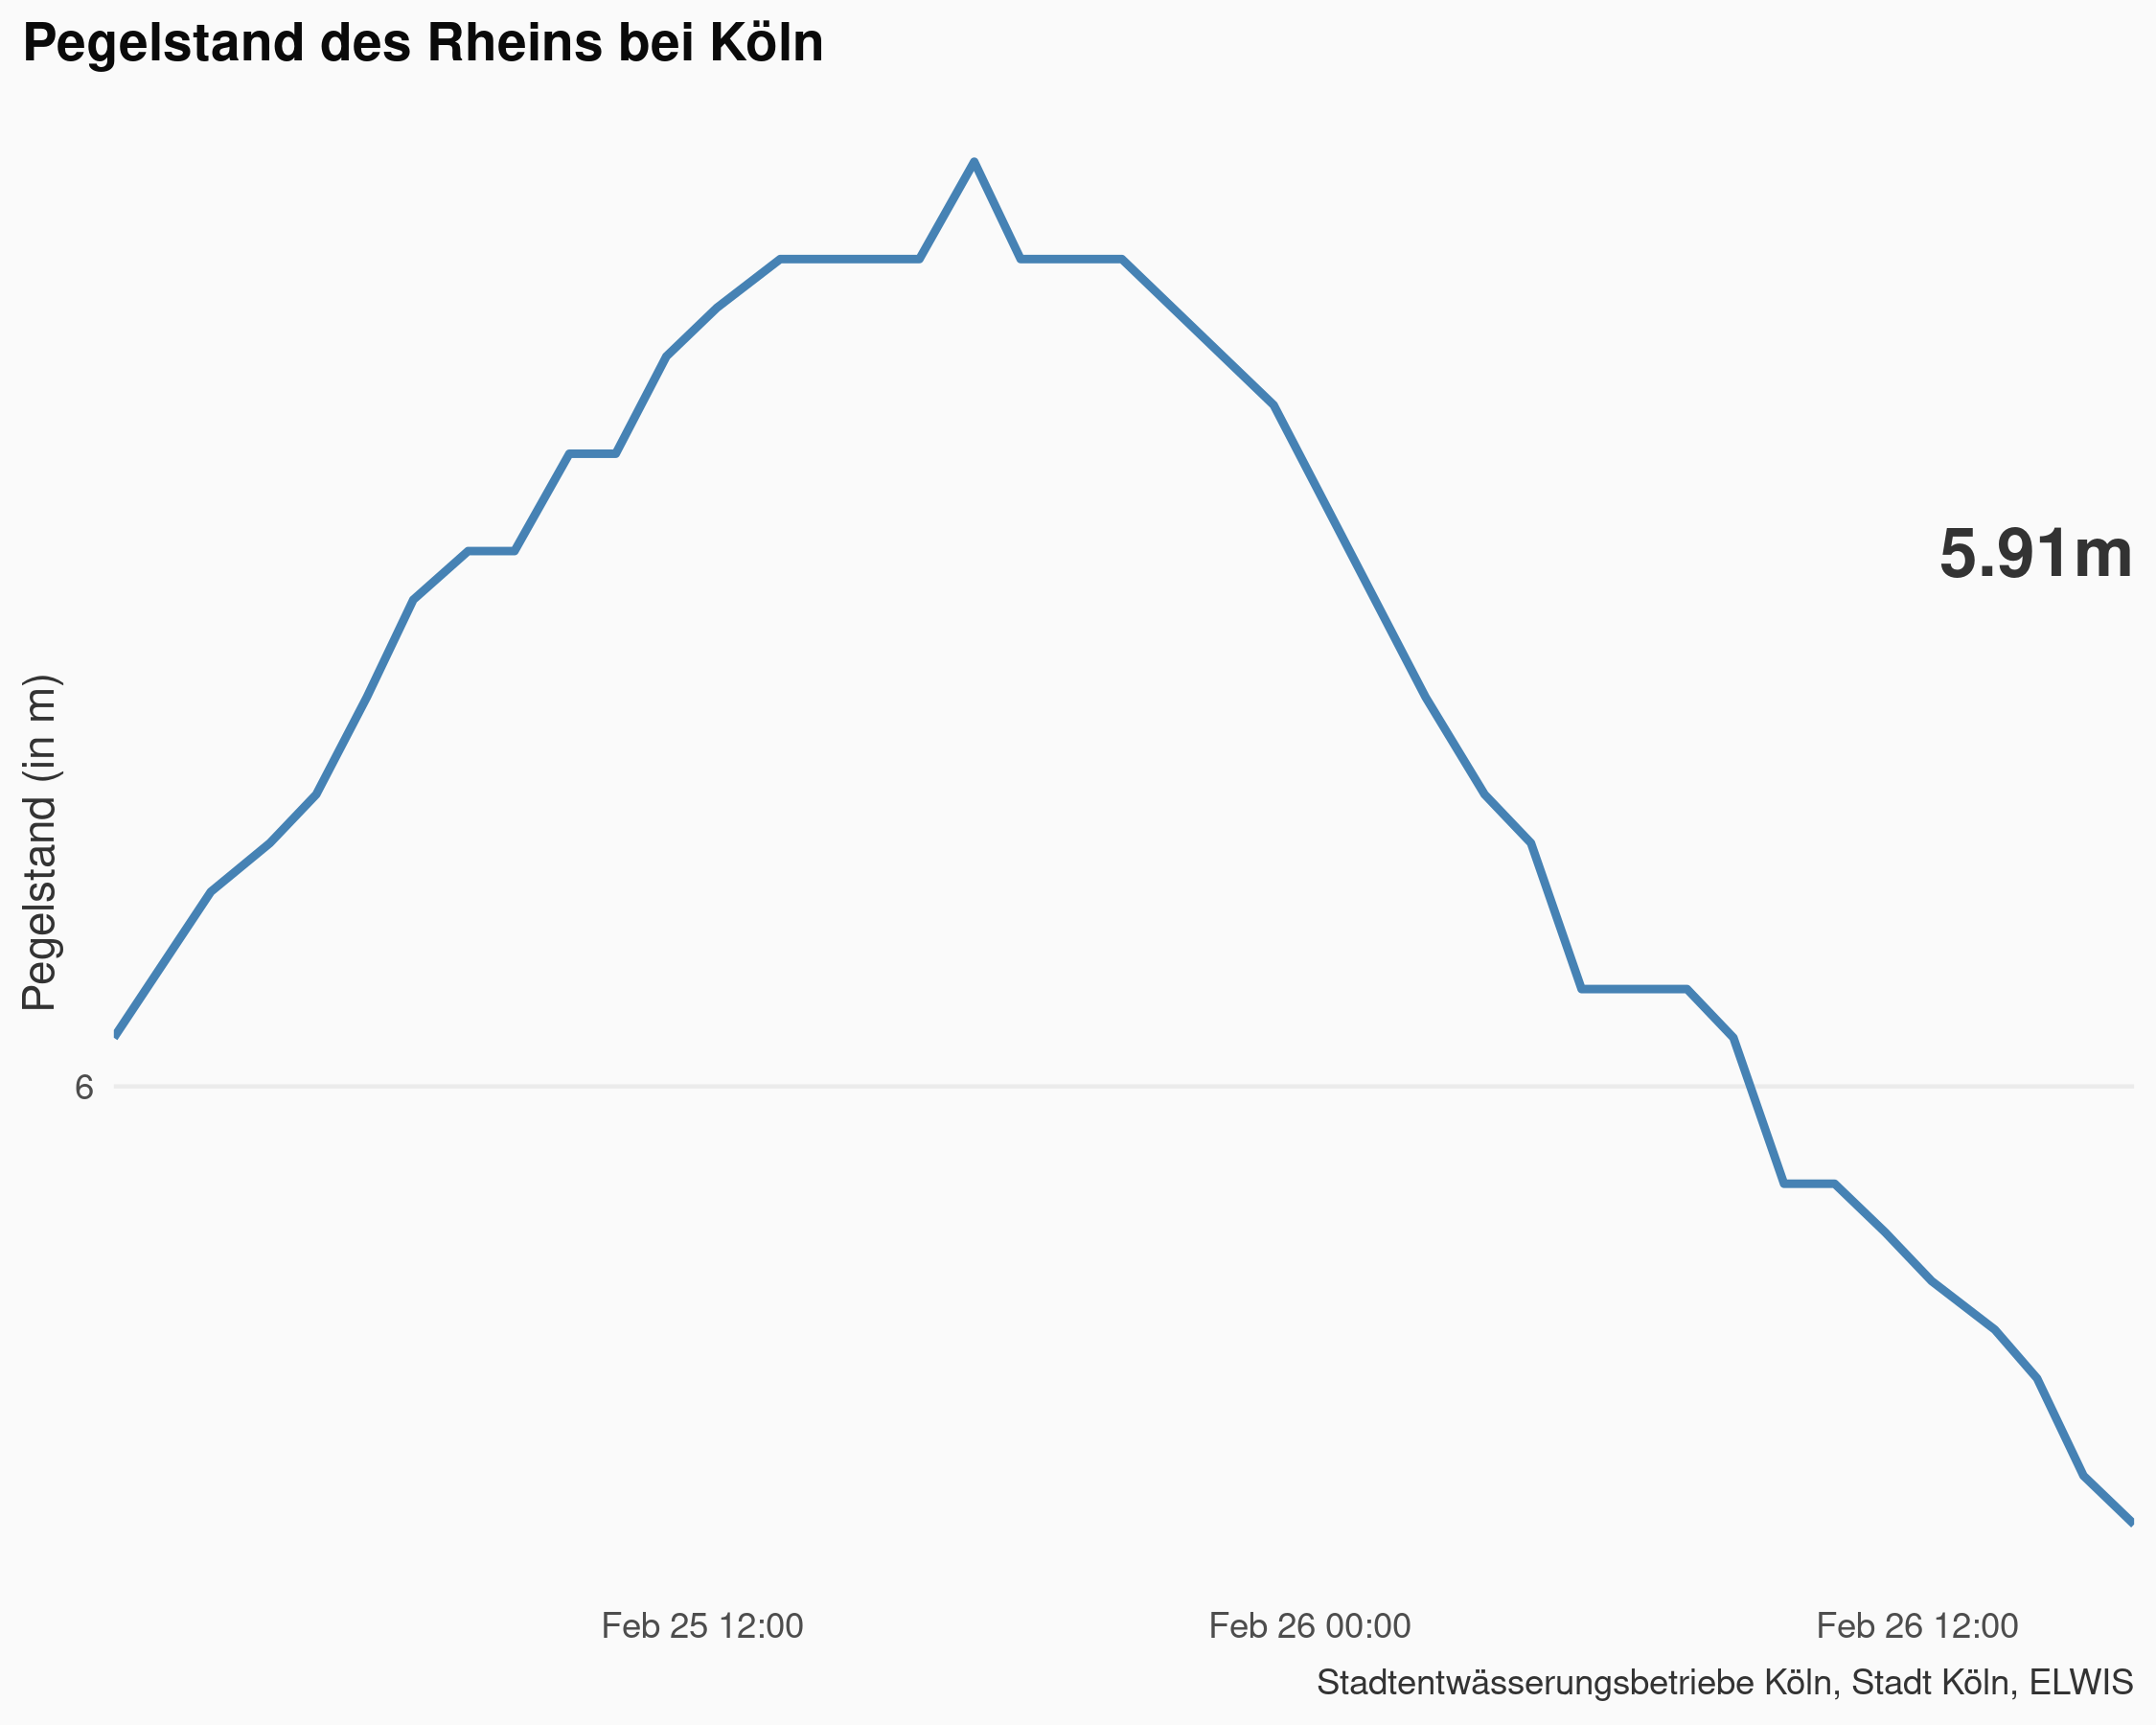 Pegelstand des Rheins bei Köln
5.91m
Pegelstand (in m)
6
Feb 25 12:00
Feb 26 00:00
Feb 26 12:00
Stadtentwässerungsbetriebe Köln, Stadt Köln, ELWIS